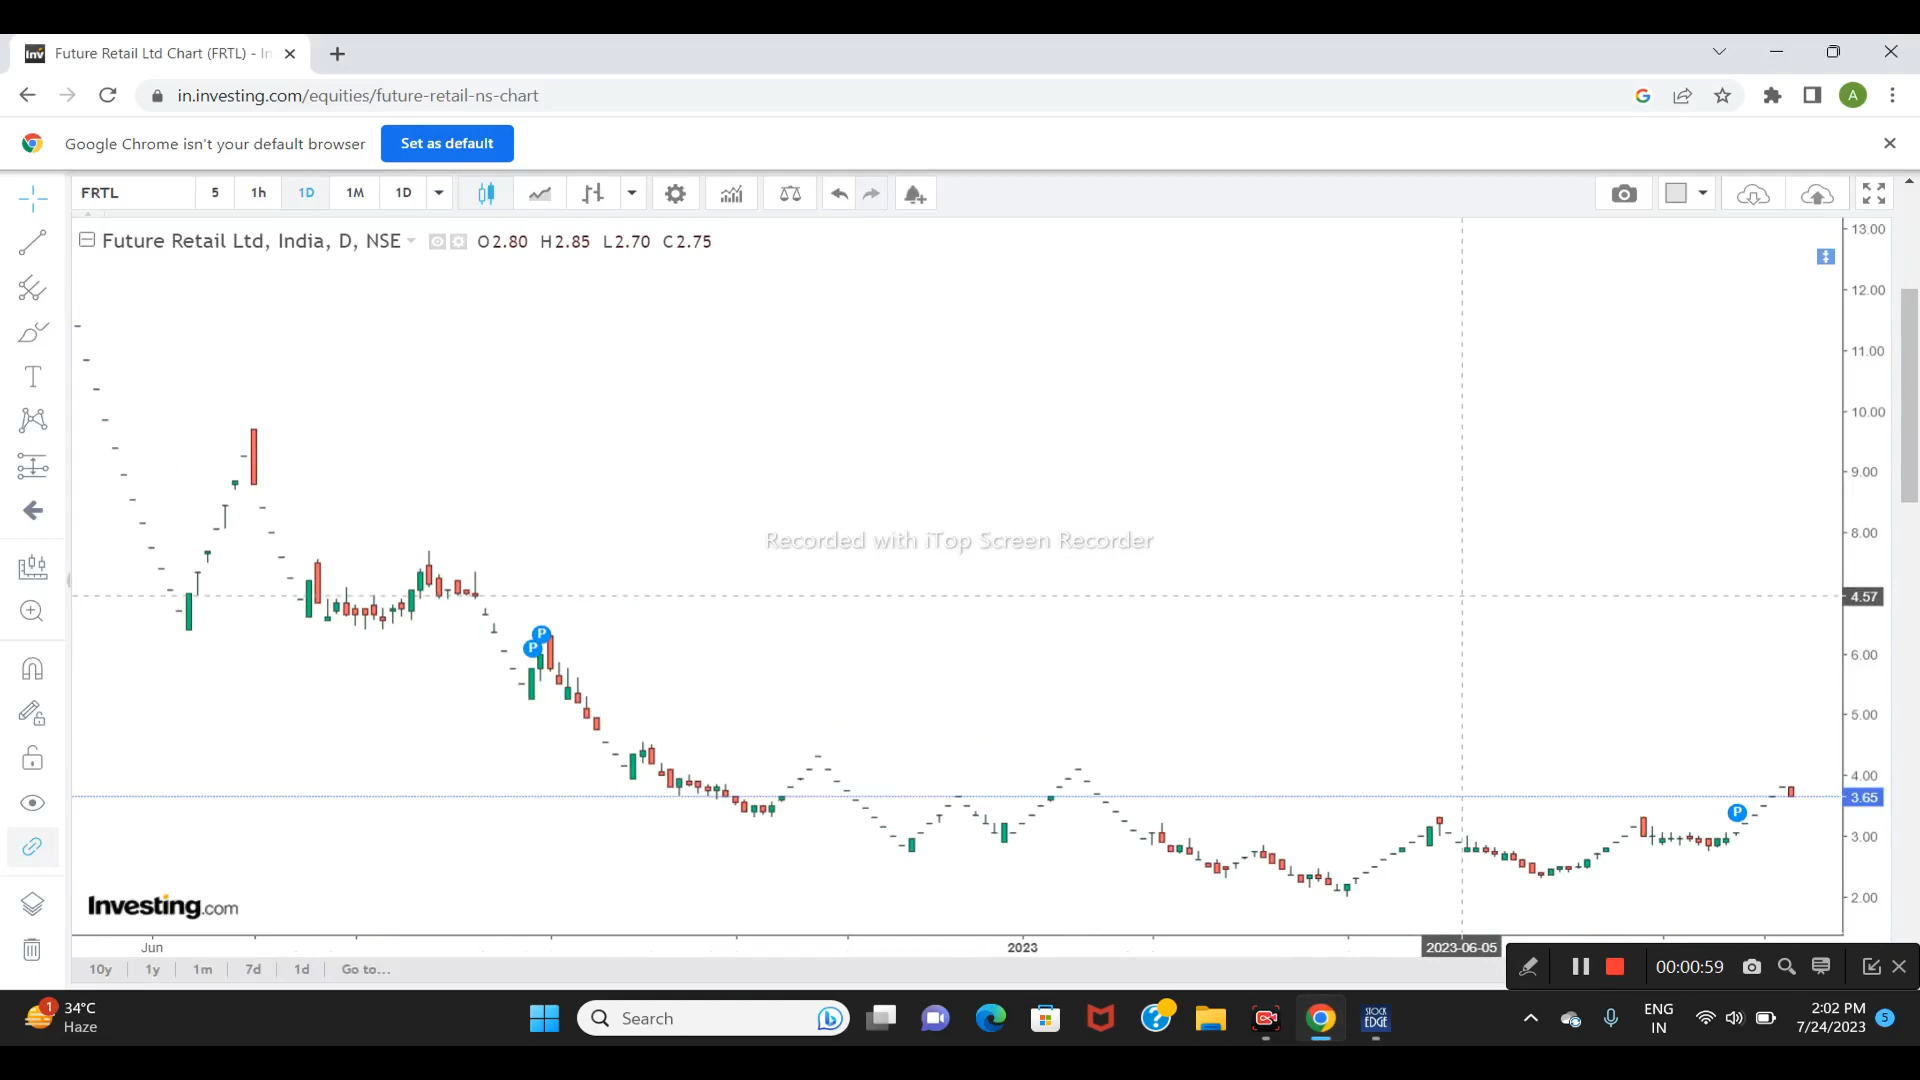 Inv Future Retail Ltd Chart (FRTL) - In
in.investing.com/equities/future-retail-ns-chart
A
Google Chrome isn't your default browser
Set as default
FRTL 5 1h 1D 1M 1D
Future Retail Ltd, India, D, NSE O2.80 H2.85 L2.70 C2.75
13.00
12.00
11.00
10.00
9.00
8.00
Recorded with iTop Screen Recorder
4.57
P
P
6.00
5.00
4.00
3.65
P
3.00
2.00
Investing.com
Jun 2023 2023-06-05
10y 1y 1m 7d 1d Go to...
00:00:59
1 34°C
Haze
Search
STOCK
EDGE
ENG
IN
2:02 PM
7/24/2023
5